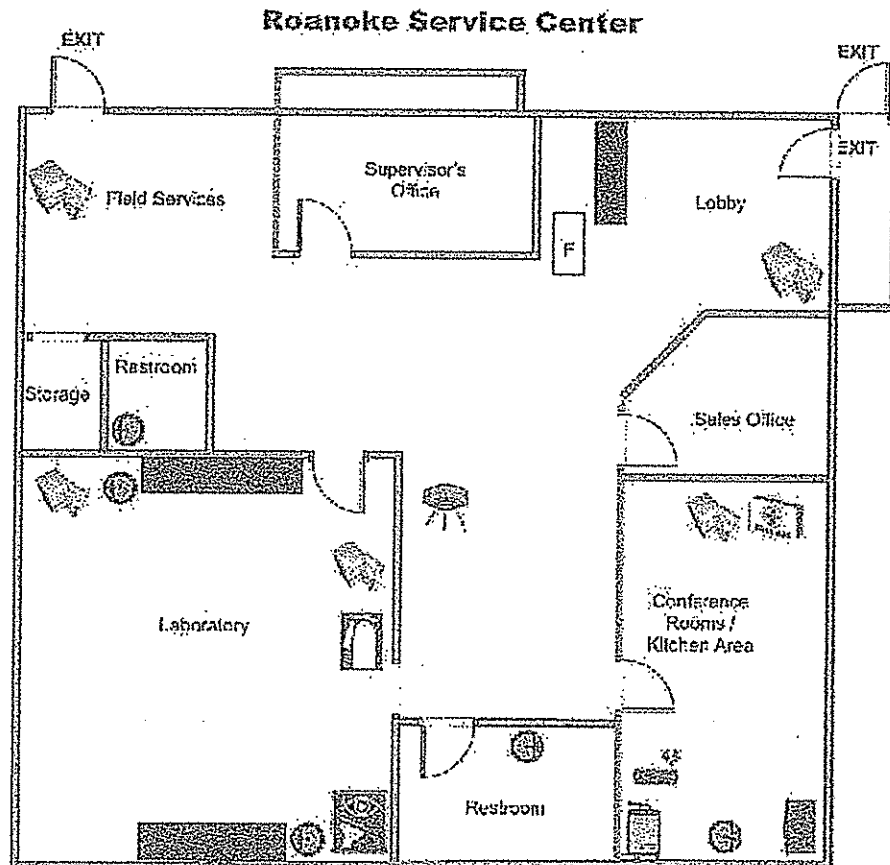 Roanoke Service Center
EXIT
EXIT
EXIT
Supervisor's
Office
Field Services
Lobby
F
Restroom
Storage
Sales Office
Laboratory
Conference
Rooms /
Kitchen Area
Restroom